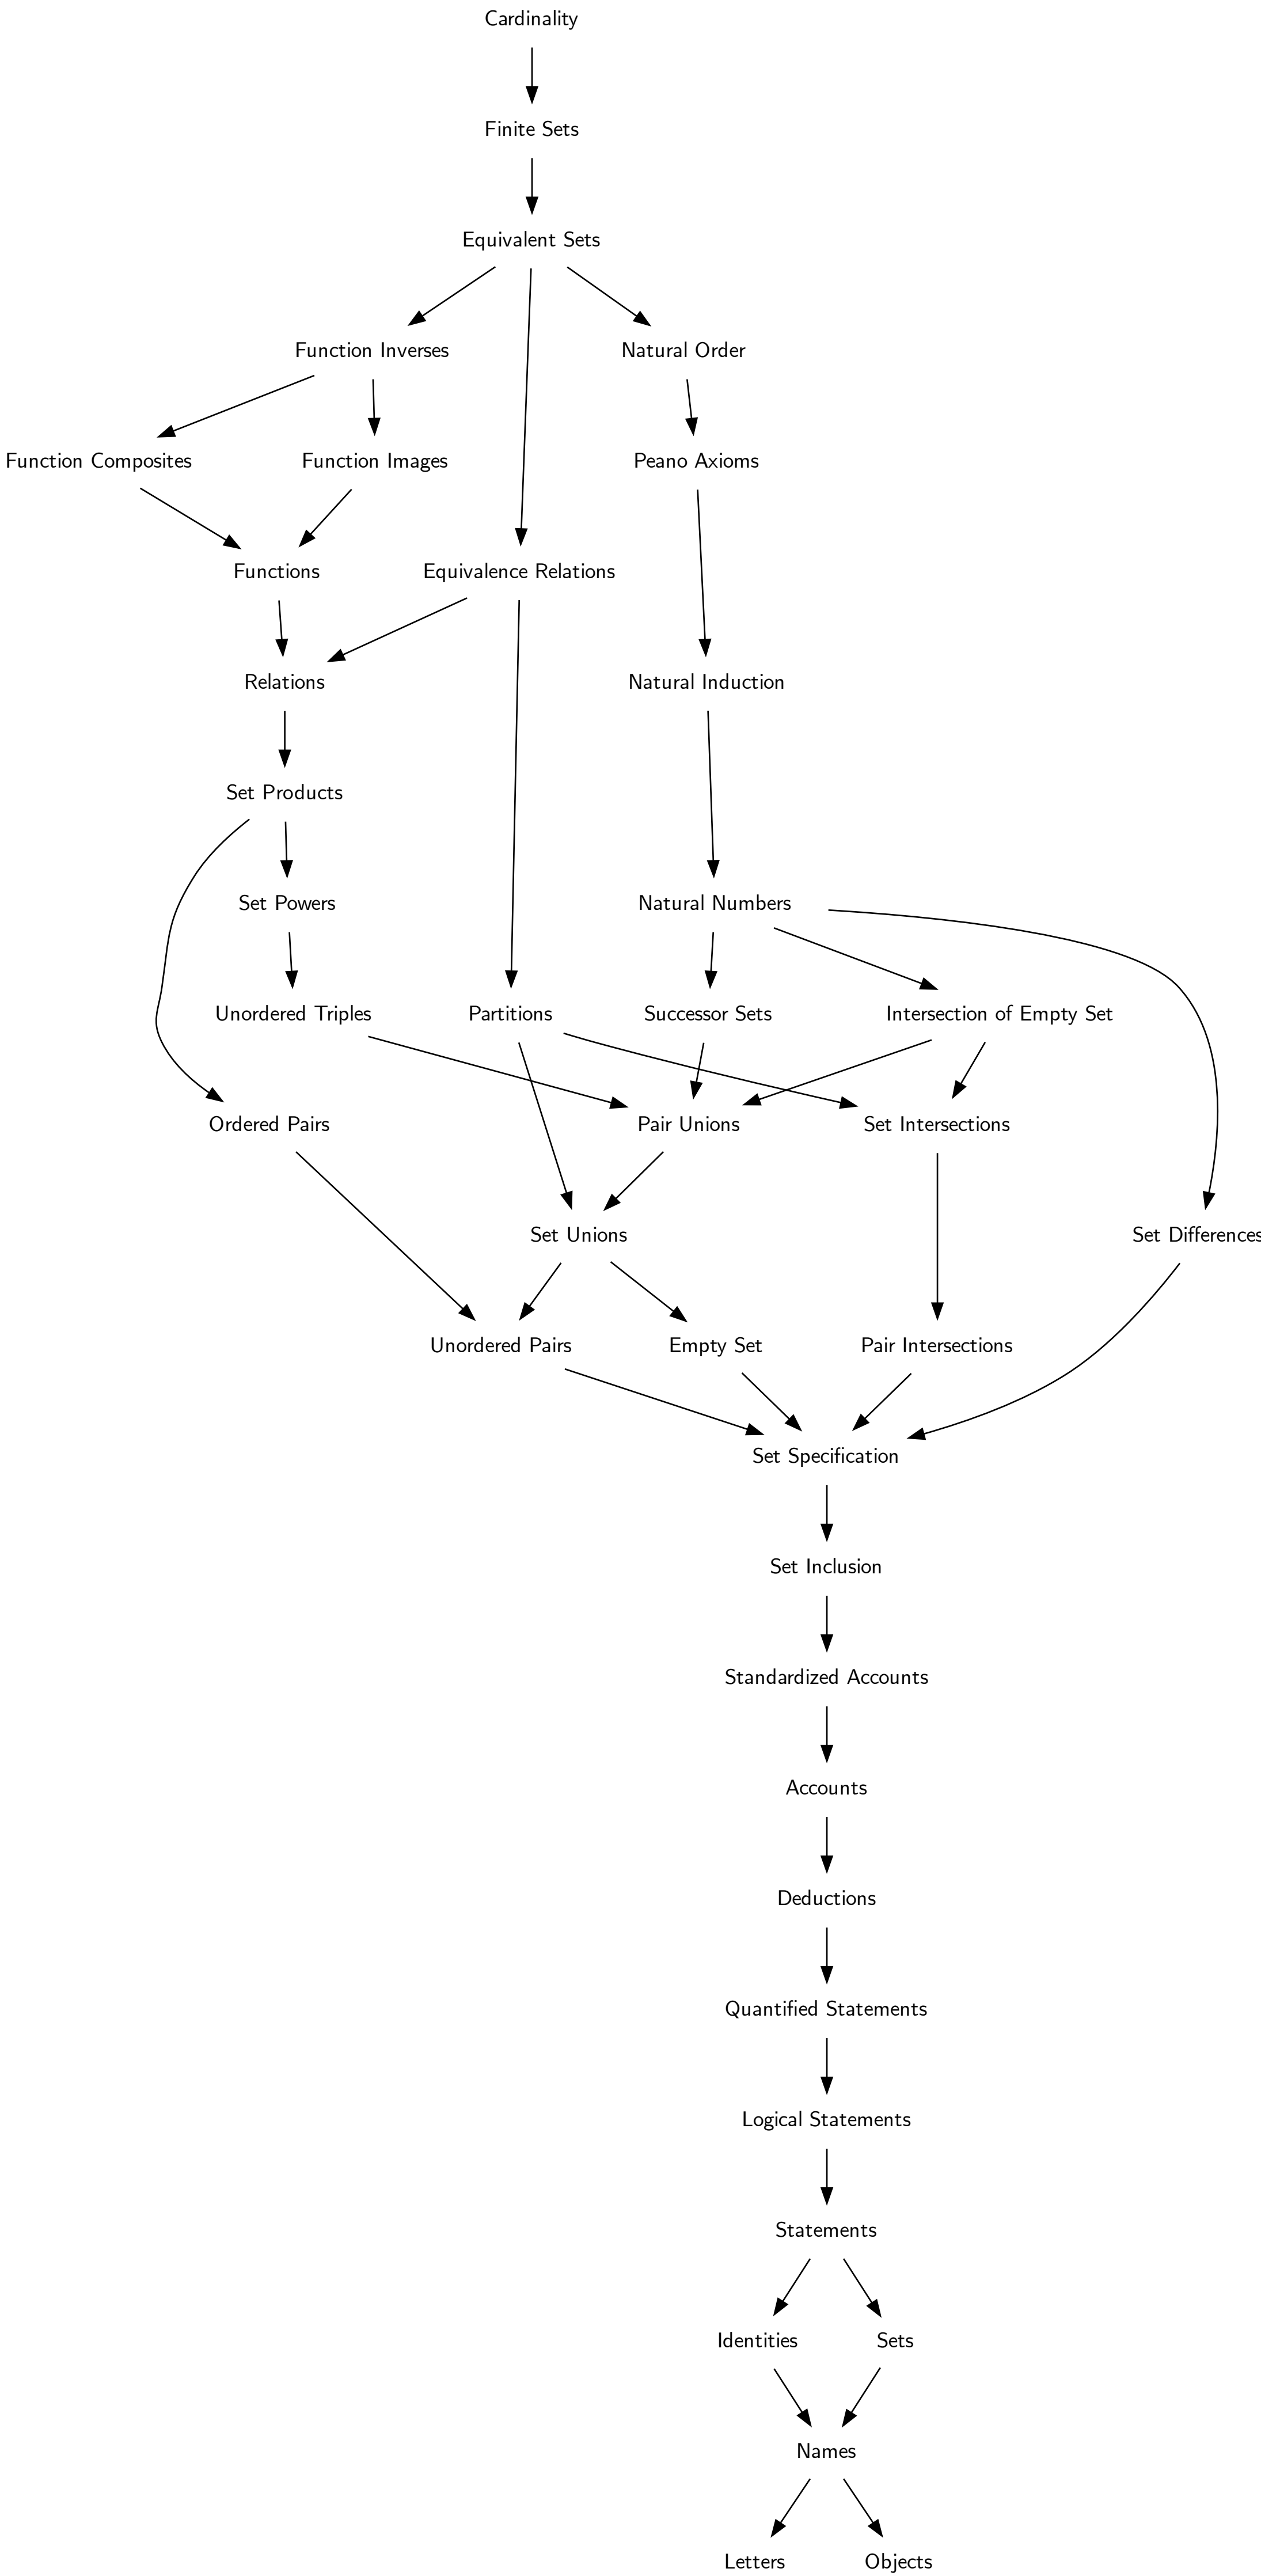 Cardinality
Finite Sets
Equivalent Sets
Function Inverses
Natural Order
Function Composites
Function Images
Peano Axioms
Functions
Equivalence Relations
Relations
Natural Induction
Set Products
Set Powers
Natural Numbers
Unordered Triples
Partitions
Successor Sets
Intersection of Empty Set
Ordered Pairs
Pair Unions
Set Intersections
Set Unions
Set Differences
Unordered Pairs
Empty Set
Pair Intersections
Set Specification
Set Inclusion
Standardized Accounts
Accounts
Deductions
Quantified Statements
Logical Statements
Statements
Identities
Sets
Names
Letters
Objects